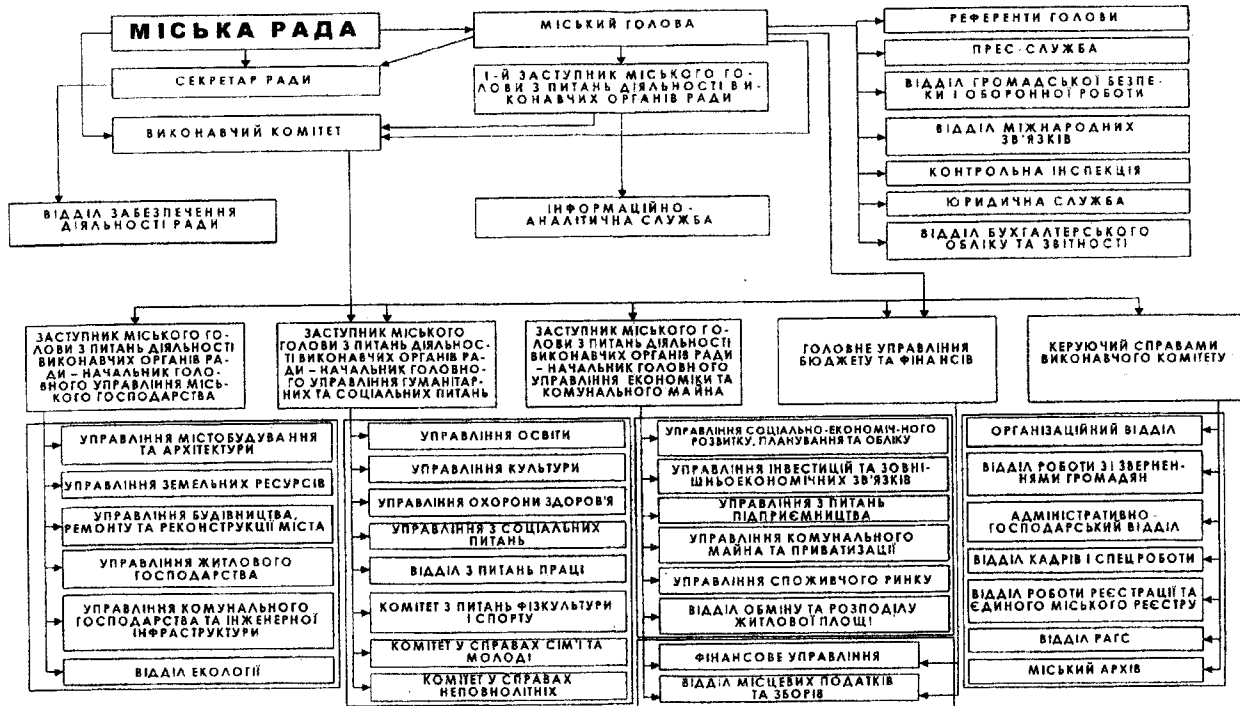 МІСЬКА РАДА
МІСЬКИЙ ГОЛОВА
СЕКРЕТАР РАДИ
І-Й ЗАСТУПНИК МІСЬКОГО ГО-
ЛОВИ З ПИТАНЬ ДІЯЛЬНОСТІ ВИ-
КОНАВЧИХ ОРГАНІВ РАДИ
ВИКОНАВЧИЙ КОМІТЕТ
ВІДДІЛ ЗАБЕЗПЕЧЕННЯ
ДІЯЛЬНОСТІ РАДИ
ІНФОРМАЦІЙНО-
АНАЛІТИЧНА СЛУЖБА
РЕФЕРЕНТИ ГОЛОВИ
ПРЕС-СЛУЖБА
ВІДДІЛ ГРОМАДСЬКОЇ БЕЗПЕ-
КИ І ОБОРОННОЇ РОБОТИ
ВІДДІЛ МІЖНАРОДНИХ
ЗВ'ЯЗКІВ
КОНТРОЛЬНА ІНСПЕКЦІЯ
ЮРИДИЧНА СЛУЖБА
ВІДДІЛ БУХГАЛТЕРСЬКОГО
ОБЛІКУ ТА ЗВІТНОСТІ
ЗАСТУПНИК МІСЬКОГО ГО-
ЛОВИ З ПИТАНЬ ДІЯЛЬНОСТІ
ВИКОНАВЧИХ ОРГАНІВ РА-
ДИ – НАЧАЛЬНИК ГОЛО-
ВНОГО УПРАВЛІННЯ МІСЬ-
КОГО ГОСПОДАРСТВА
ЗАСТУПНИК МІСЬКОГО
ГОЛОВИ З ПИТАНЬ ДІЯЛЬНОС-
ТІ ВИКОНАВЧИХ ОРГАНІВ РА-
ДИ – НАЧАЛЬНИК ГОЛОВНО-
ГО УПРАВЛІННЯ ГУМАНІТАР-
НИХ ТА СОЦІАЛЬНИХ ПИТАНЬ
ЗАСТУПНИК МІСЬКОГО ГО-
ЛОВИ З ПИТАНЬ ДІЯЛЬНОСТІ
ВИКОНАВЧИХ ОРГАНІВ РАДИ
– НАЧАЛЬНИК ГОЛОВНОГО
УПРАВЛІННЯ ЕКОНОМІКИ ТА
КОМУНАЛЬНОГО МАЙНА
ГОЛОВНЕ УПРАВЛІННЯ
БЮДЖЕТУ ТА ФІНАНСІВ
КЕРУЮЧИЙ СПРАВАМИ
ВИКОНАВЧОГО КОМІТЕТУ
УПРАВЛІННЯ МІСТОБУДУВАННЯ
ТА АРХІТЕКТУРИ
УПРАВЛІННЯ ЗЕМЕЛЬНИХ РЕСУРСІВ
УПРАВЛІННЯ БУДІВНИЦТВА,
РЕМОНТУ ТА РЕКОНСТРУКЦІЇ МІСТА
УПРАВЛІННЯ ЖИТЛОВОГО
ГОСПОДАРСТВА
УПРАВЛІННЯ КОМУНАЛЬНОГО
ГОСПОДАРСТВА ТА ІНЖЕНЕРНОЇ
ІНФРАСТРУКТУРИ
ВІДДІЛ ЕКОЛОГІЇ
УПРАВЛІННЯ ОСВІТИ
УПРАВЛІННЯ КУЛЬТУРИ
УПРАВЛІННЯ ОХОРОНИ ЗДОРОВ'Я
УПРАВЛІННЯ З СОЦІАЛЬНИХ
ПИТАНЬ
ВІДДІЛ З ПИТАНЬ ПРАЦІ
КОМІТЕТ З ПИТАНЬ ФІЗКУЛЬТУРИ
І СПОРТУ
КОМІТЕТ У СПРАВАХ СІМ'Ї ТА
МОЛОДІ
КОМІТЕТ У СПРАВАХ
НЕПОВНОЛІТНІХ
УПРАВЛІННЯ СОЦІАЛЬНО-ЕКОНОМІЧ-НОГО
РОЗВИТКУ, ПЛАНУВАННЯ ТА ОБЛІКУ
УПРАВЛІННЯ ІНВЕСТИЦІЙ ТА ЗОВНІ-
ШНЬОЕКОНОМІЧНИХ ЗВ'ЯЗКІВ
УПРАВЛІННЯ З ПИТАНЬ
ПІДПРИЄМНИЦТВА
УПРАВЛІННЯ КОМУНАЛЬНОГО
МАЙНА ТА ПРИВАТИЗАЦІЇ
УПРАВЛІННЯ СПОЖИВЧОГО РИНКУ
ВІДДІЛ ОБМІНУ ТА РОЗПОДІЛУ
ЖИТЛОВОЇ ПЛОЩІ
ФІНАНСОВЕ УПРАВЛІННЯ
ВІДДІЛ МІСЦЕВИХ ПОДАТКІВ
ТА ЗБОРІВ
ОРГАНІЗАЦІЙНИЙ ВІДДІЛ
ВІДДІЛ РОБОТИ ЗІ ЗВЕРНЕН-
НЯМИ ГРОМАДЯН
АДМІНІСТРАТИВНО-
ГОСПОДАРСЬКИЙ ВІДДІЛ
ВІДДІЛ КАДРІВ І СПЕЦРОБОТИ
ВІДДІЛ РОБОТИ РЕЄСТРАЦІЇ ТА
ЄДИНОГО МІСЬКОГО РЕЄСТРУ
ВІДДІЛ РАГС
МІСЬКИЙ АРХІВ